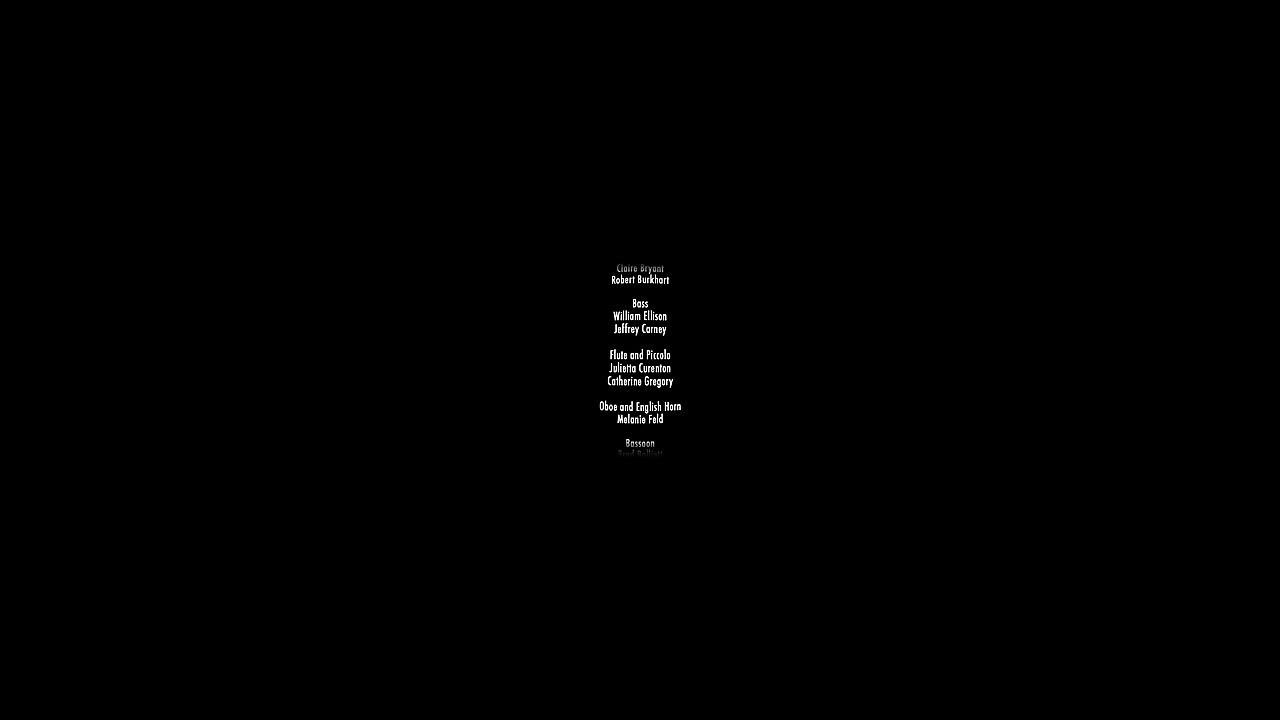 Claire Bryant
Robert Burkhart
Bass
William Ellison
Jeffrey Carney
Flute and Piccolo
Julietta Curenton
Catherine Gregory
Oboe and English Horn
Melanie Feld
Bassoon